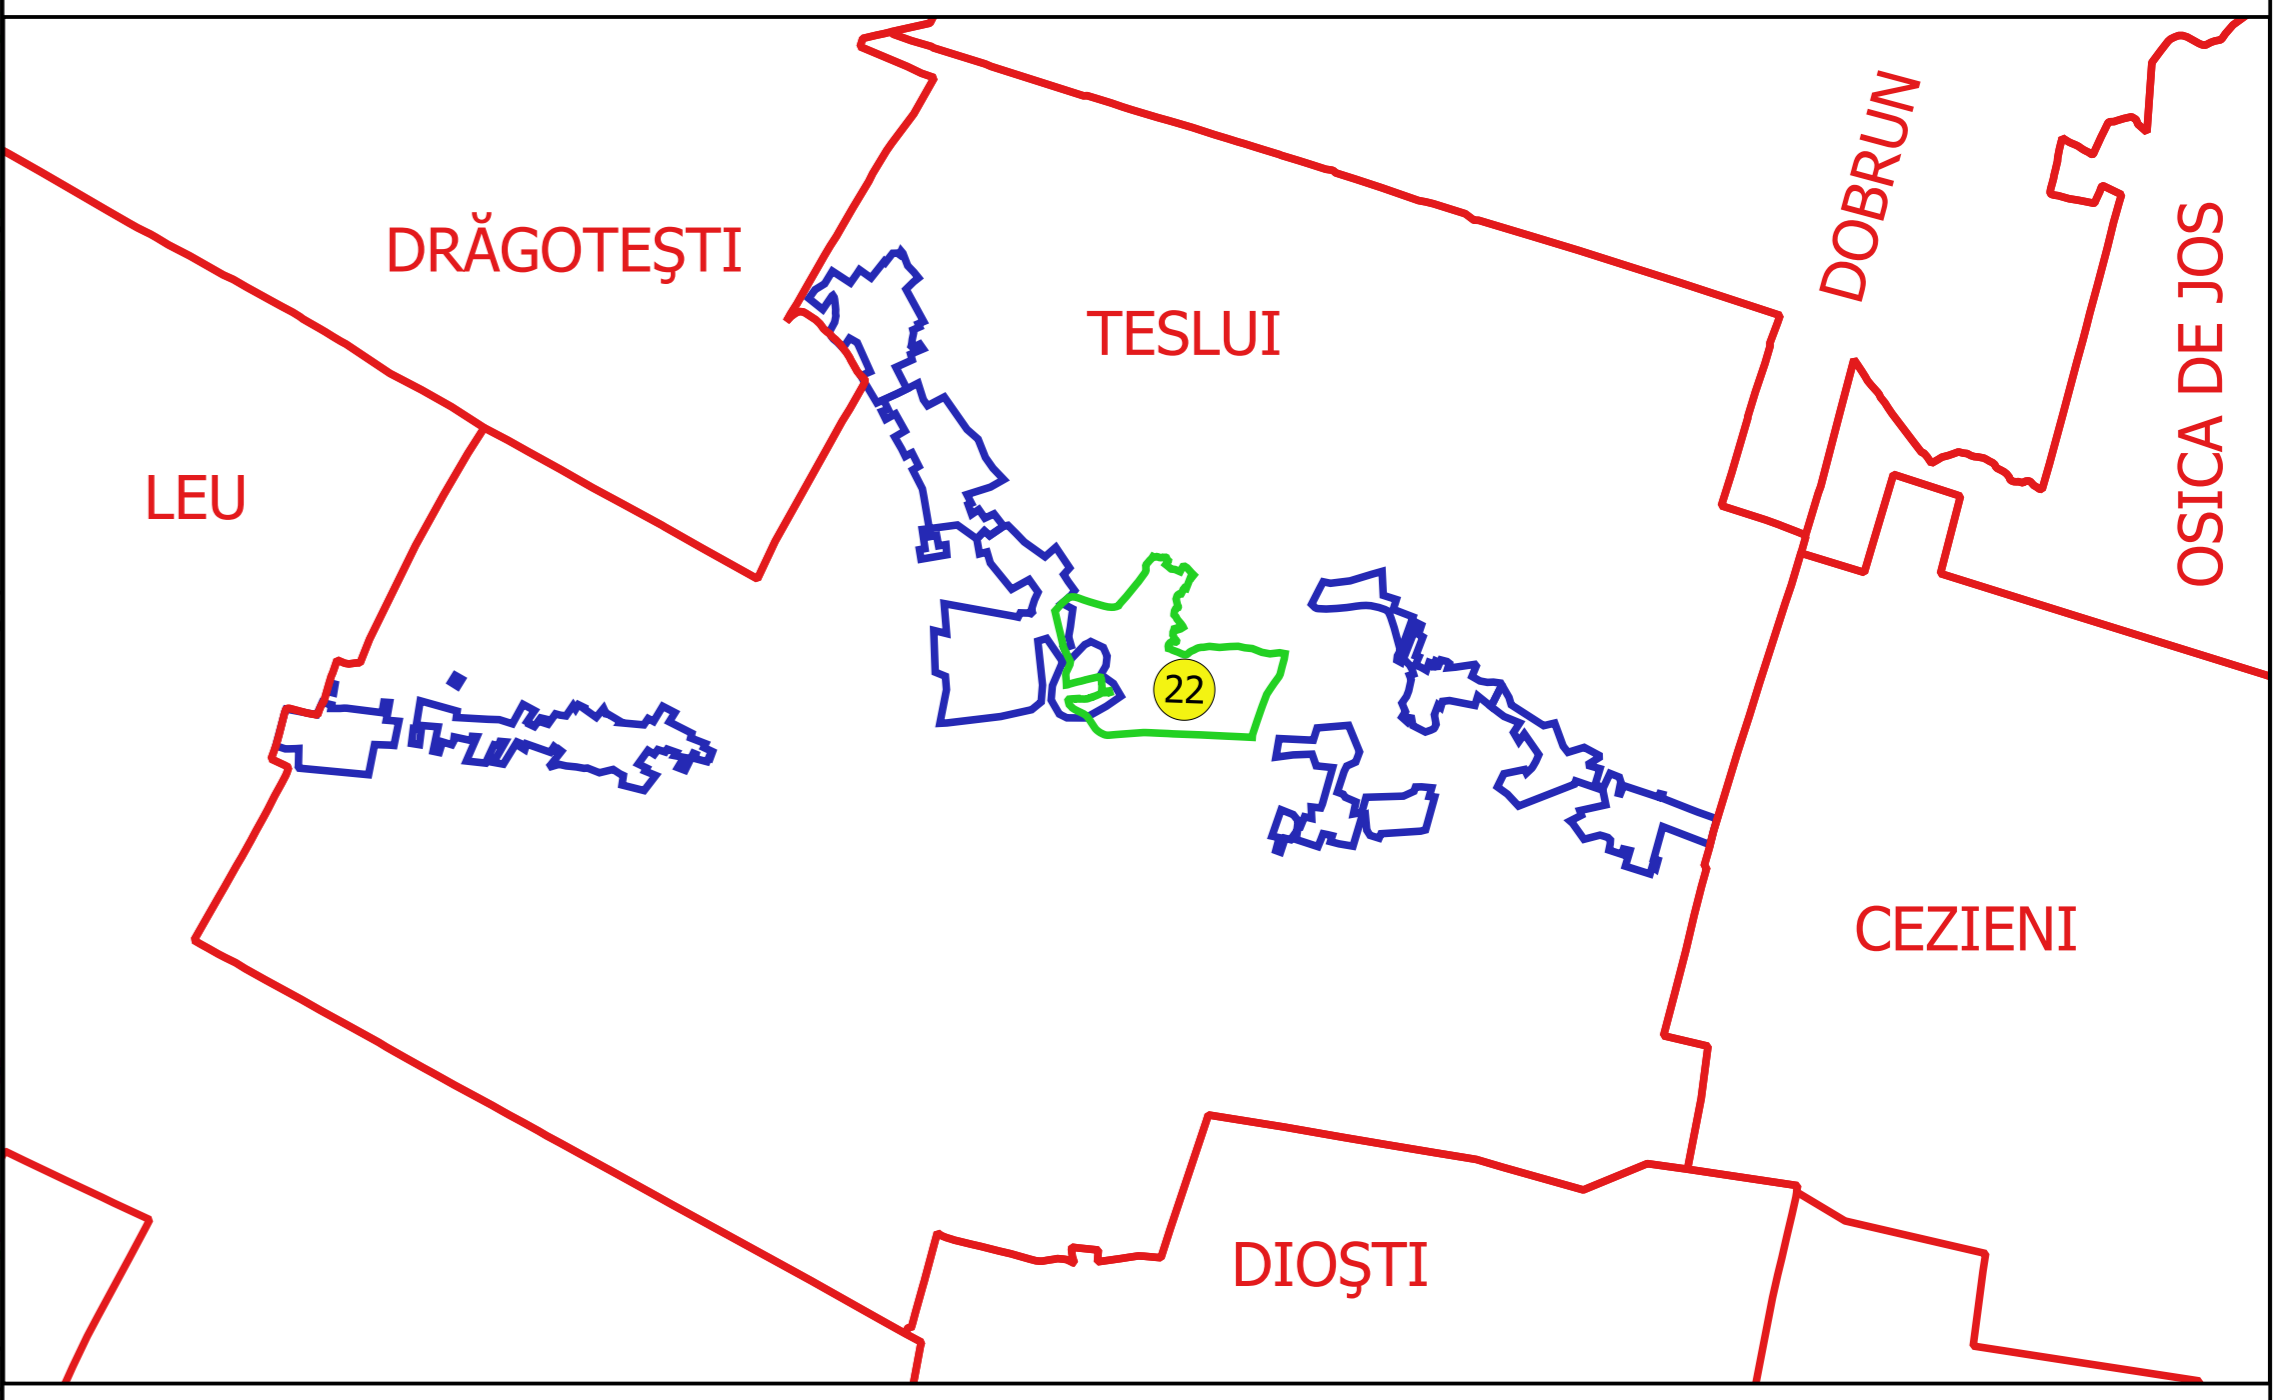 DOBRUN
DRĂGOTEŞTI
TESLUI
OSICA DE JOS
LEU
22
CEZIENI
DIOŞTI